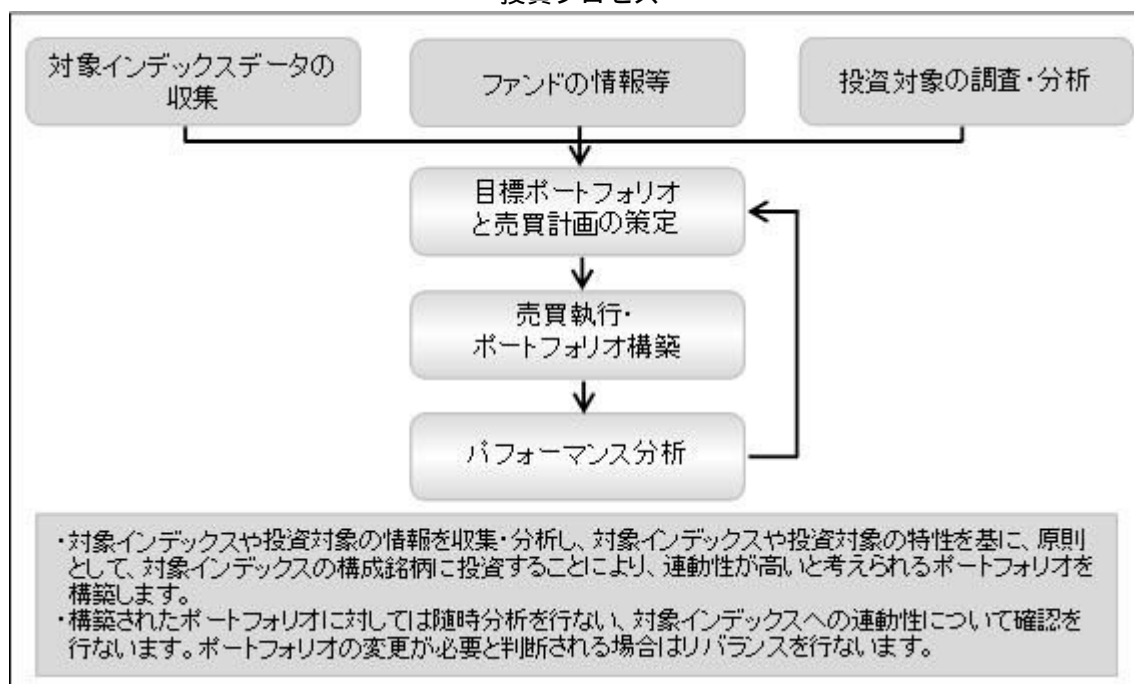 投資プロセス
対象インデックスデータの
収集
ファンドの情報等
投資対象の調査・分析
目標ポートフォリオ
と売買計画の策定
売買執行・
ポートフォリオ構築
パフォーマンス分析
・対象インデックスや投資対象の情報を収集・分析し、対象インデックスや投資対象の特性を基に、原則
として、対象インデックスの構成銘柄に投資することにより、連動性が高いと考えられるポートフォリオを
構築します。
・構築されたポートフォリオに対しては随時分析を行ない、対象インデックスへの連動性について確認を
行ないます。ポートフォリオの変更が必要と判断される場合はリバランスを行ないます。